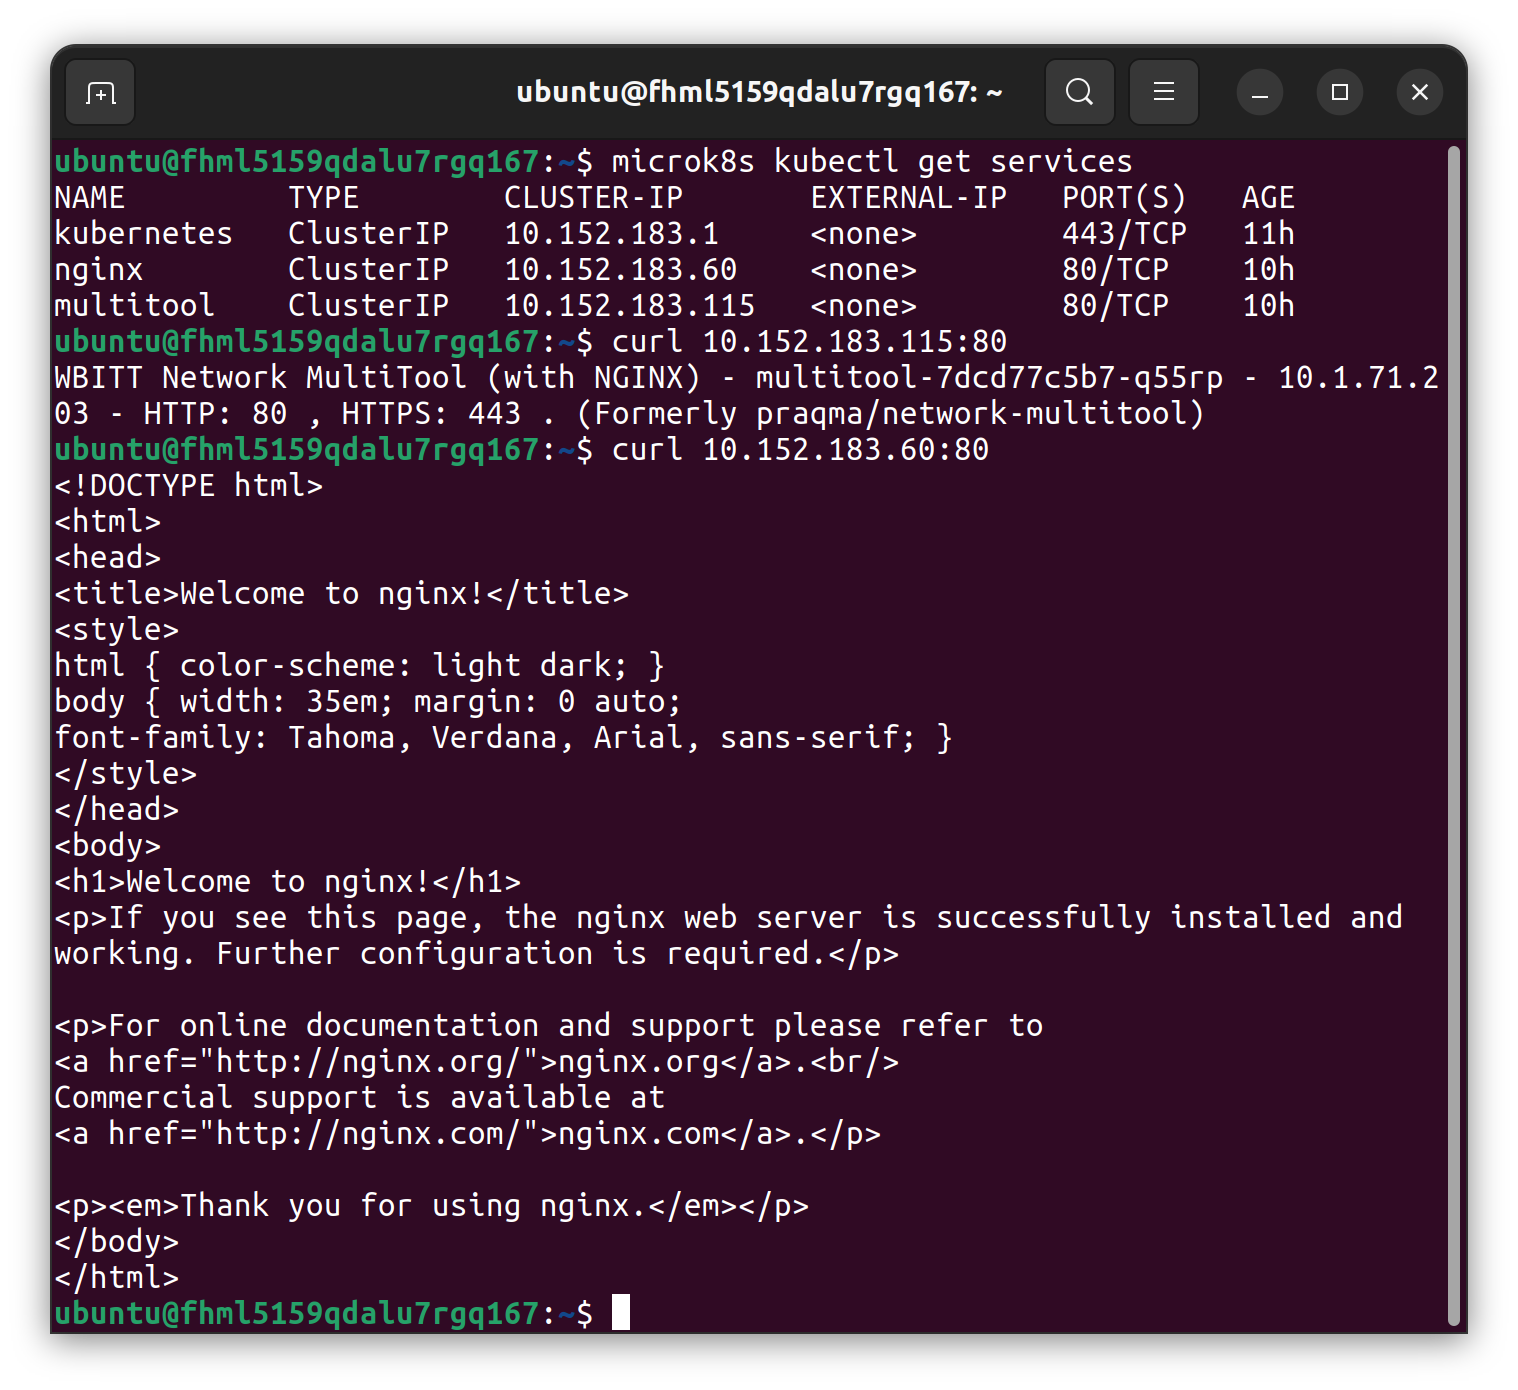 ubuntu@fhml5159qdalu7rgq167: ~
ubuntu@fhml5159qdalu7rgq167:~$ microk8s kubectl get services
NAME         TYPE        CLUSTER-IP       EXTERNAL-IP   PORT(S)   AGE
kubernetes   ClusterIP   10.152.183.1     <none>        443/TCP   11h
nginx        ClusterIP   10.152.183.60    <none>        80/TCP    10h
multitool    ClusterIP   10.152.183.115   <none>        80/TCP    10h
ubuntu@fhml5159qdalu7rgq167:~$ curl 10.152.183.115:80
WBITT Network MultiTool (with NGINX) - multitool-7dcd77c5b7-q55rp - 10.1.71.2
03 - HTTP: 80 , HTTPS: 443 . (Formerly praqma/network-multitool)
ubuntu@fhml5159qdalu7rgq167:~$ curl 10.152.183.60:80
<!DOCTYPE html>
<html>
<head>
<title>Welcome to nginx!</title>
<style>
html { color-scheme: light dark; }
body { width: 35em; margin: 0 auto;
font-family: Tahoma, Verdana, Arial, sans-serif; }
</style>
</head>
<body>
<h1>Welcome to nginx!</h1>
<p>If you see this page, the nginx web server is successfully installed and
working. Further configuration is required.</p>

<p>For online documentation and support please refer to
<a href="http://nginx.org/">nginx.org</a>.<br/>
Commercial support is available at
<a href="http://nginx.com/">nginx.com</a>.</p>

<p><em>Thank you for using nginx.</em></p>
</body>
</html>
ubuntu@fhml5159qdalu7rgq167:~$